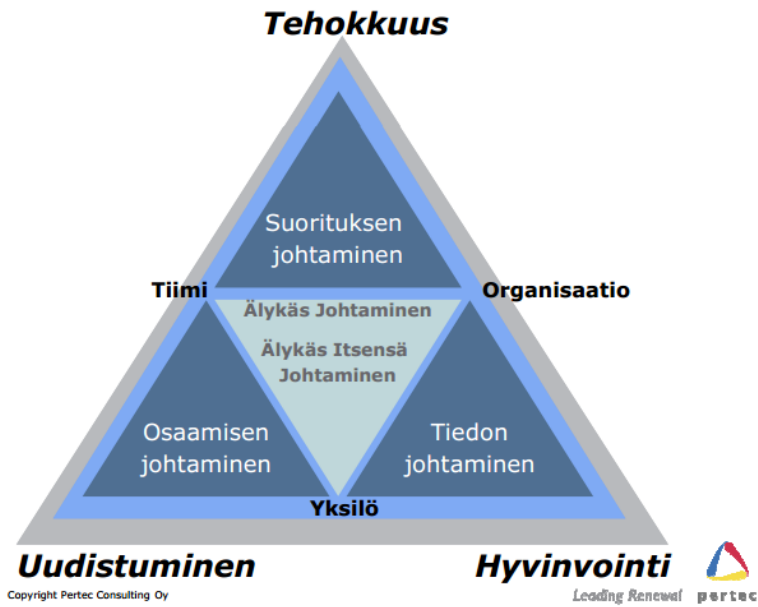 Tehokkuus
Suorituksen
johtaminen
Tiimi
Organisaatio
Älykäs Johtaminen
Älykäs Itsensä
Johtaminen
Osaamisen
johtaminen
Tiedon
johtaminen
Yksilö
Uudistuminen
Hyvinvointi
Copyright Pertec Consulting Oy
Leading Renewal
pertec